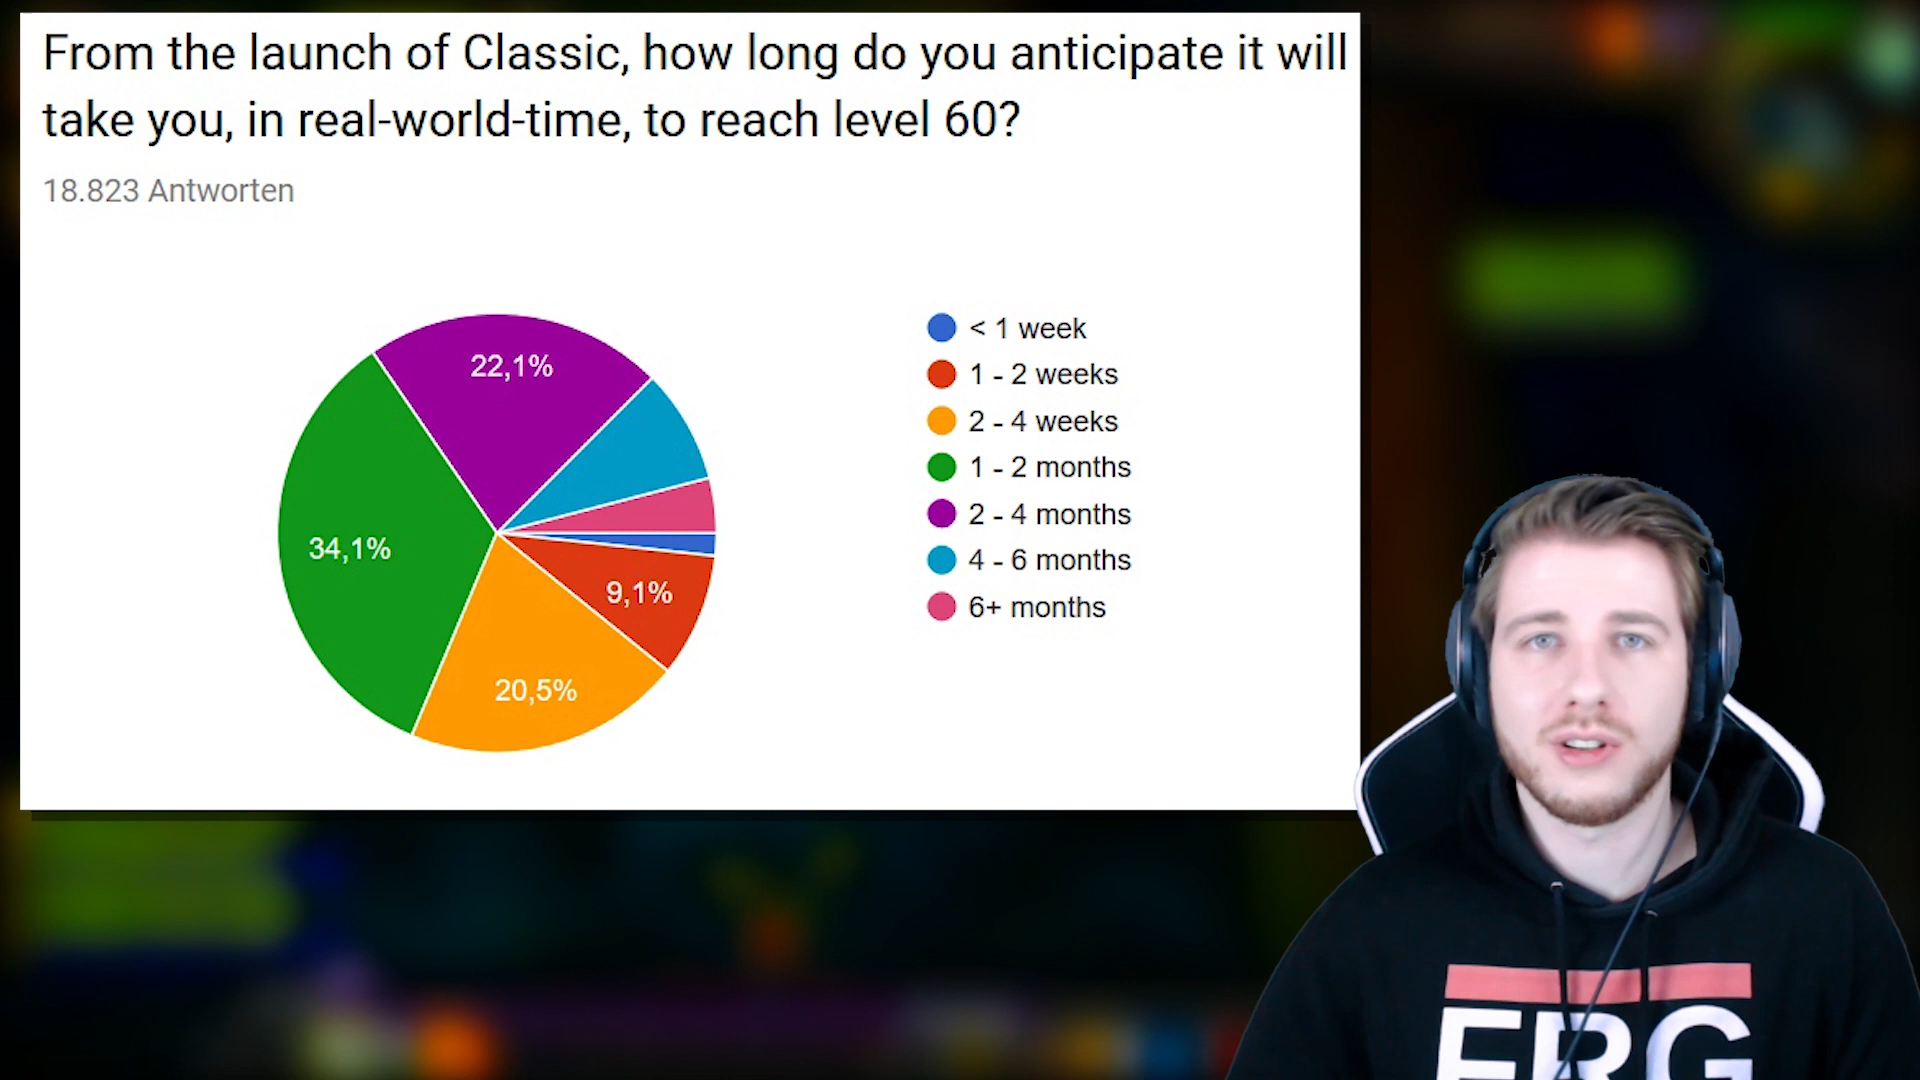 From the launch of Classic, how long do you anticipate it will
take you, in real-world-time, to reach level 60?
18.823 Antworten
22,1%
34,1%
9,1%
20,5%
< 1 week
1 - 2 weeks
2 - 4 weeks
1 - 2 months
2 - 4 months
4 - 6 months
6+ months
FRG